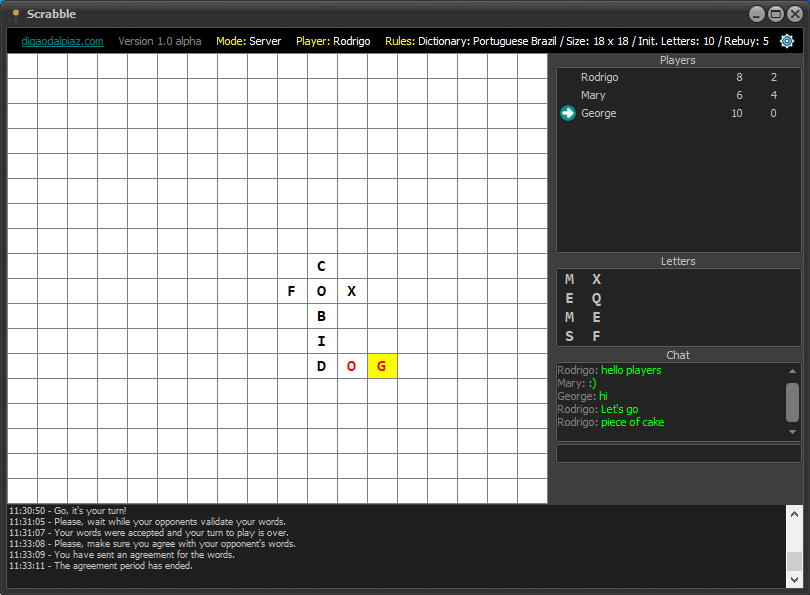 Scrabble
digaodalpiaz.com Version 1.0 alpha Mode: Server Player: Rodrigo Rules: Dictionary: Portuguese Brazil / Size: 18 x 18 / Init. Letters: 10 / Rebuy: 5
Players
Rodrigo 8 2
Mary 6 4
George 10 0
C
F O X
B
I
D O G
Letters
M X
E Q
M E
S F
Chat
Rodrigo: hello players
Mary: :)
George: hi
Rodrigo: Let's go
Rodrigo: piece of cake
11:30:50 - Go, it's your turn!
11:31:05 - Please, wait while your opponents validate your words.
11:31:07 - Your words were accepted and your turn to play is over.
11:33:08 - Please, make sure you agree with your opponent's words.
11:33:09 - You have sent an agreement for the words.
11:33:11 - The agreement period has ended.